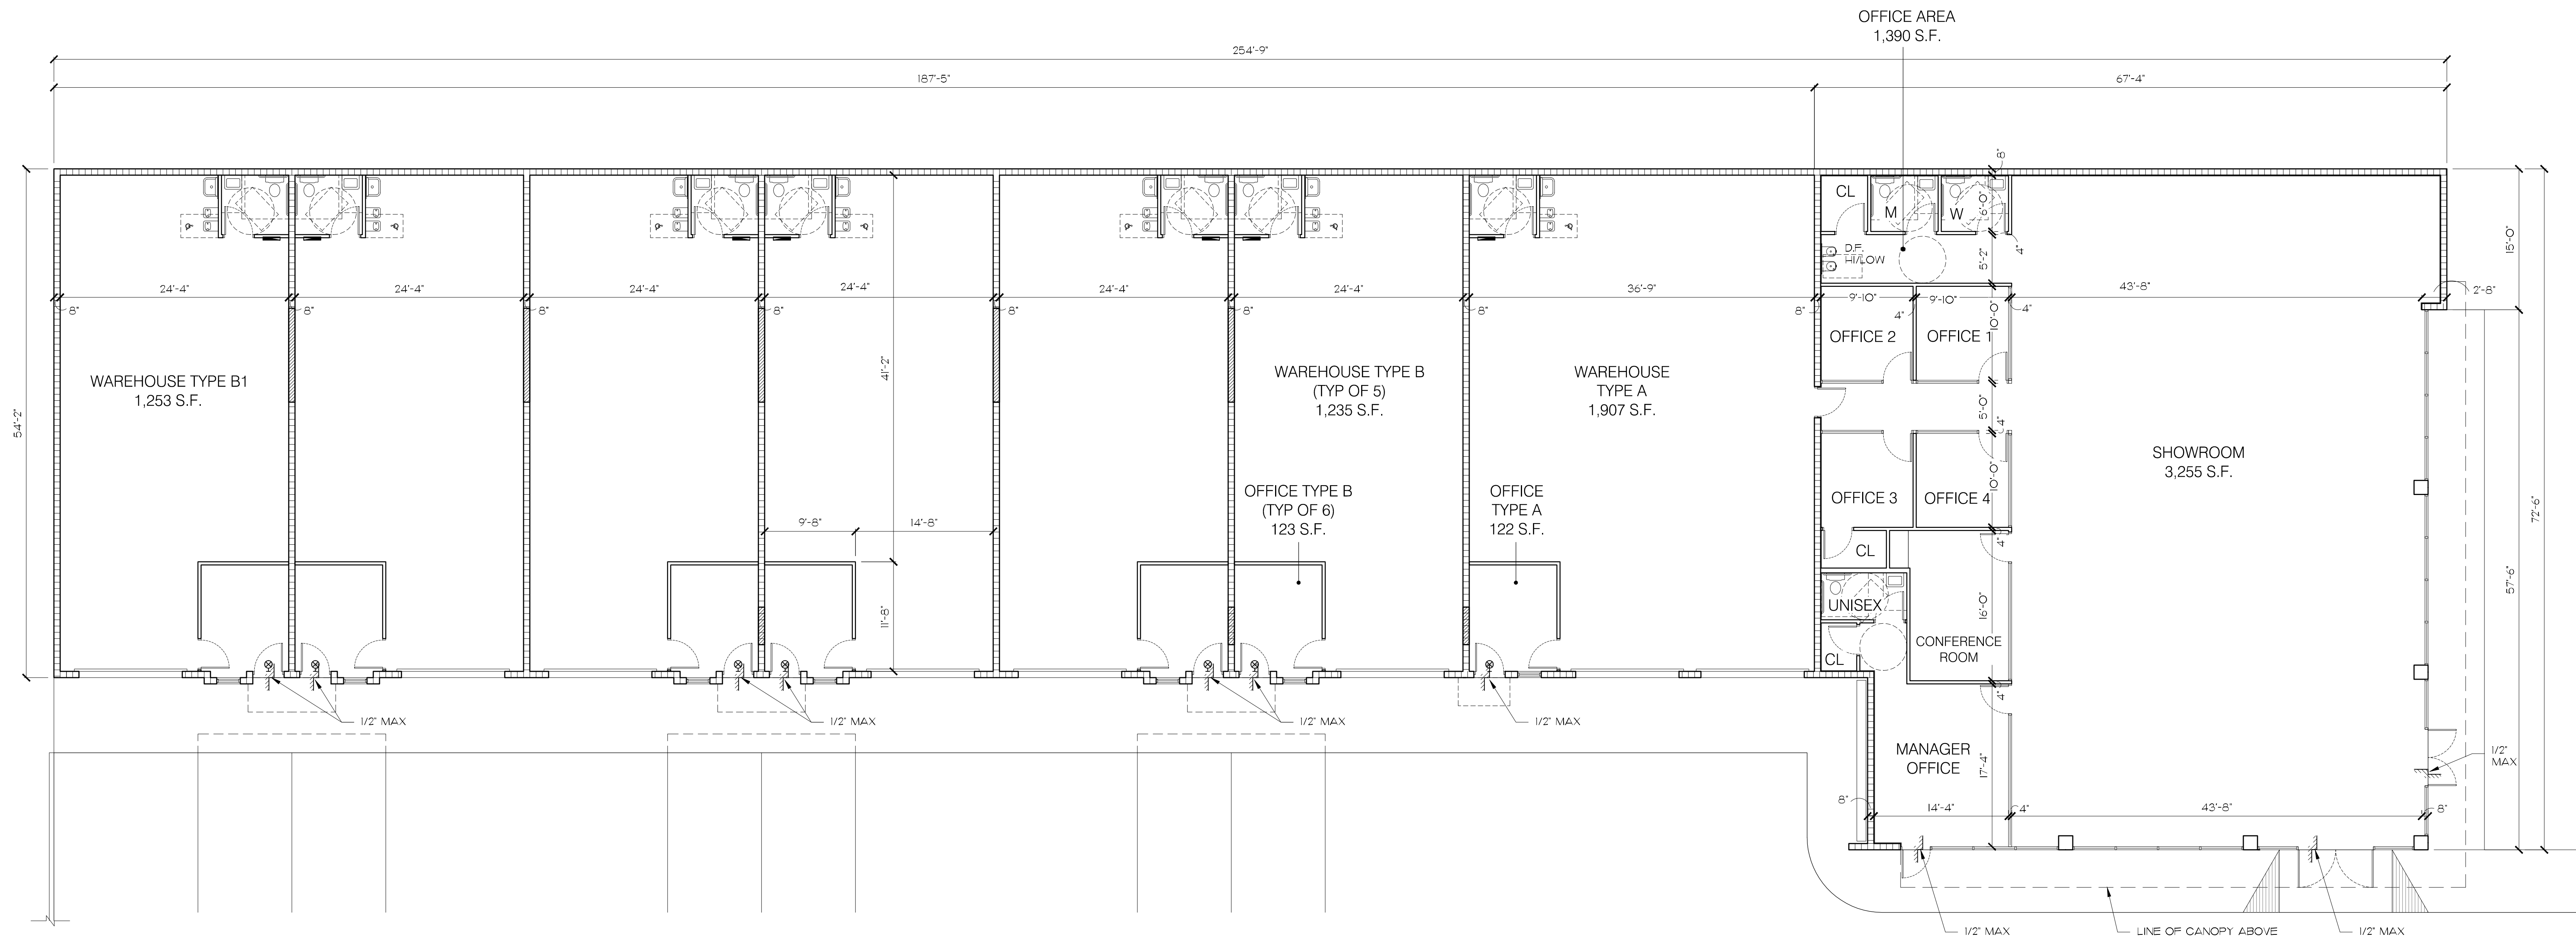 OFFICE AREA
1,390 S.F.
254'-9"
187'-5"
67'-4"
8"
CL
M
W
6'-0"
D.F.
HI/LOW
5'-2"
4"
15'-0"
54'-2"
24'-4"
24'-4"
24'-4"
24'-4"
24'-4"
24'-4"
36'-9"
9'-10"
9'-10"
43'-8"
2'-8"
8"
8"
8"
8"
8"
8"
8"
8"
4"
4"
10'-0"
OFFICE 2
OFFICE 1
41'-2"
WAREHOUSE TYPE B1
1,253 S.F.
WAREHOUSE TYPE B
(TYP OF 5)
1,235 S.F.
WAREHOUSE
TYPE A
1,907 S.F.
5'-0"
4"
SHOWROOM
3,255 S.F.
10'-0"
OFFICE 3
OFFICE 4
OFFICE TYPE B
(TYP OF 6)
123 S.F.
OFFICE
TYPE A
122 S.F.
9'-8"
14'-8"
72'-6"
57'-6"
CL
4"
UNISEX
16'-0"
11'-8"
CONFERENCE
ROOM
CL
4"
1/2" MAX
1/2" MAX
1/2" MAX
1/2" MAX
MANAGER
OFFICE
17'-4"
1/2"
MAX
8"
14'-4"
4"
43'-8"
8"
1/2" MAX
LINE OF CANOPY ABOVE
1/2" MAX